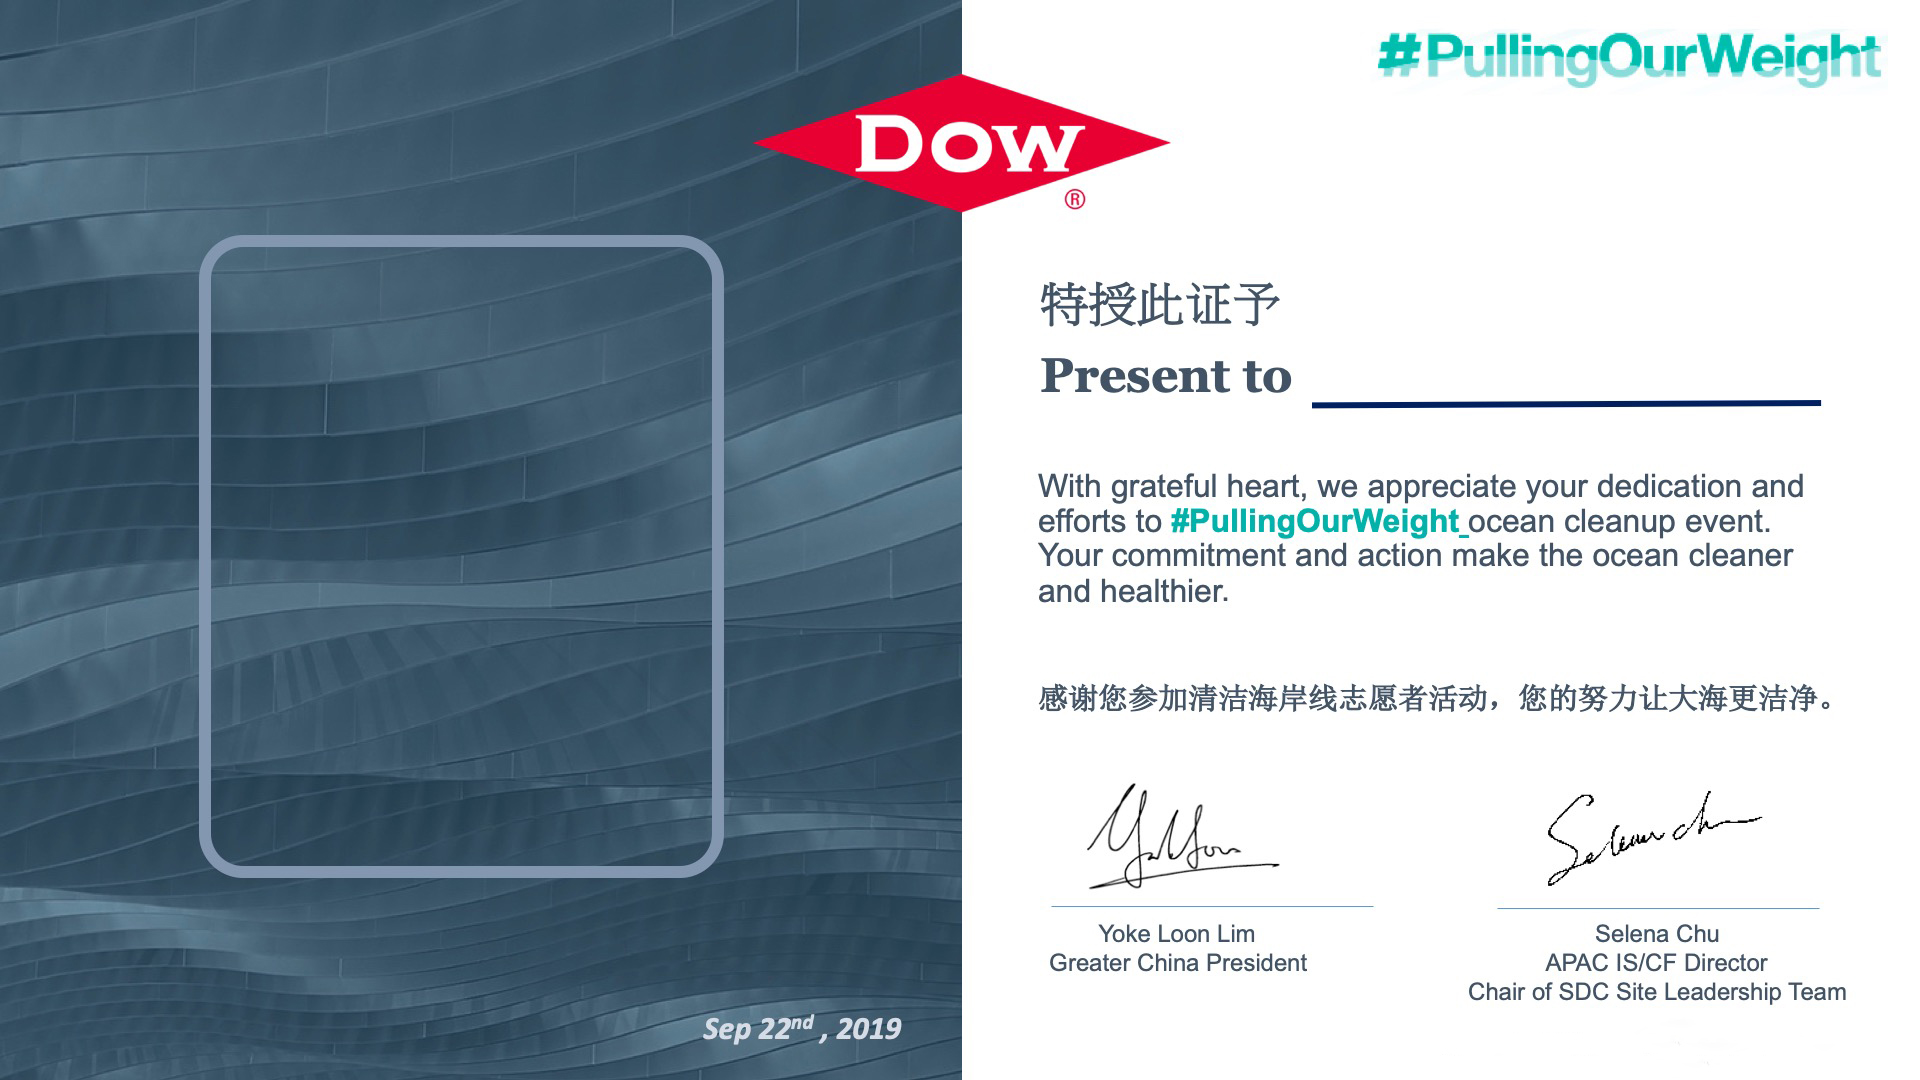 #PullingOurWeight
DOW
®
特授此证予
Present to
With grateful heart, we appreciate your dedication and
efforts to #PullingOurWeight ocean cleanup event.
Your commitment and action make the ocean cleaner
and healthier.
感谢您参加清洁海岸线志愿者活动，您的努力让大海更洁净。
Selena Chu
Yoke Loon Lim
Greater China President
Selena Chu
APAC IS/CF Director
Chair of SDC Site Leadership Team
Sep 22nd , 2019